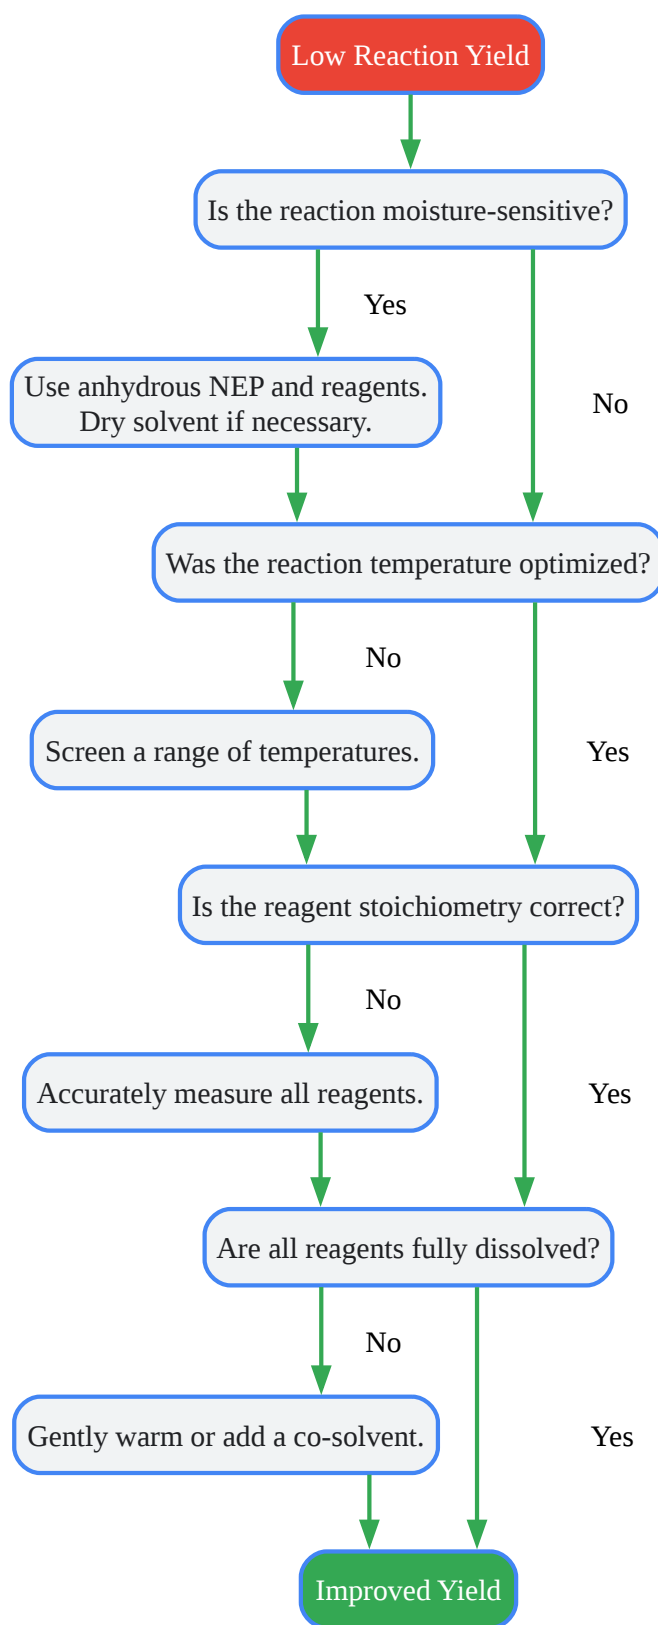 Low Reaction Yield
Is the reaction moisture-sensitive?
Yes
Use anhydrous NEP and reagents.
Dry solvent if necessary.
No
Was the reaction temperature optimized?
No
Screen a range of temperatures.
Yes
Is the reagent stoichiometry correct?
No
Accurately measure all reagents.
Yes
Are all reagents fully dissolved?
No
Gently warm or add a co-solvent.
Yes
Improved Yield